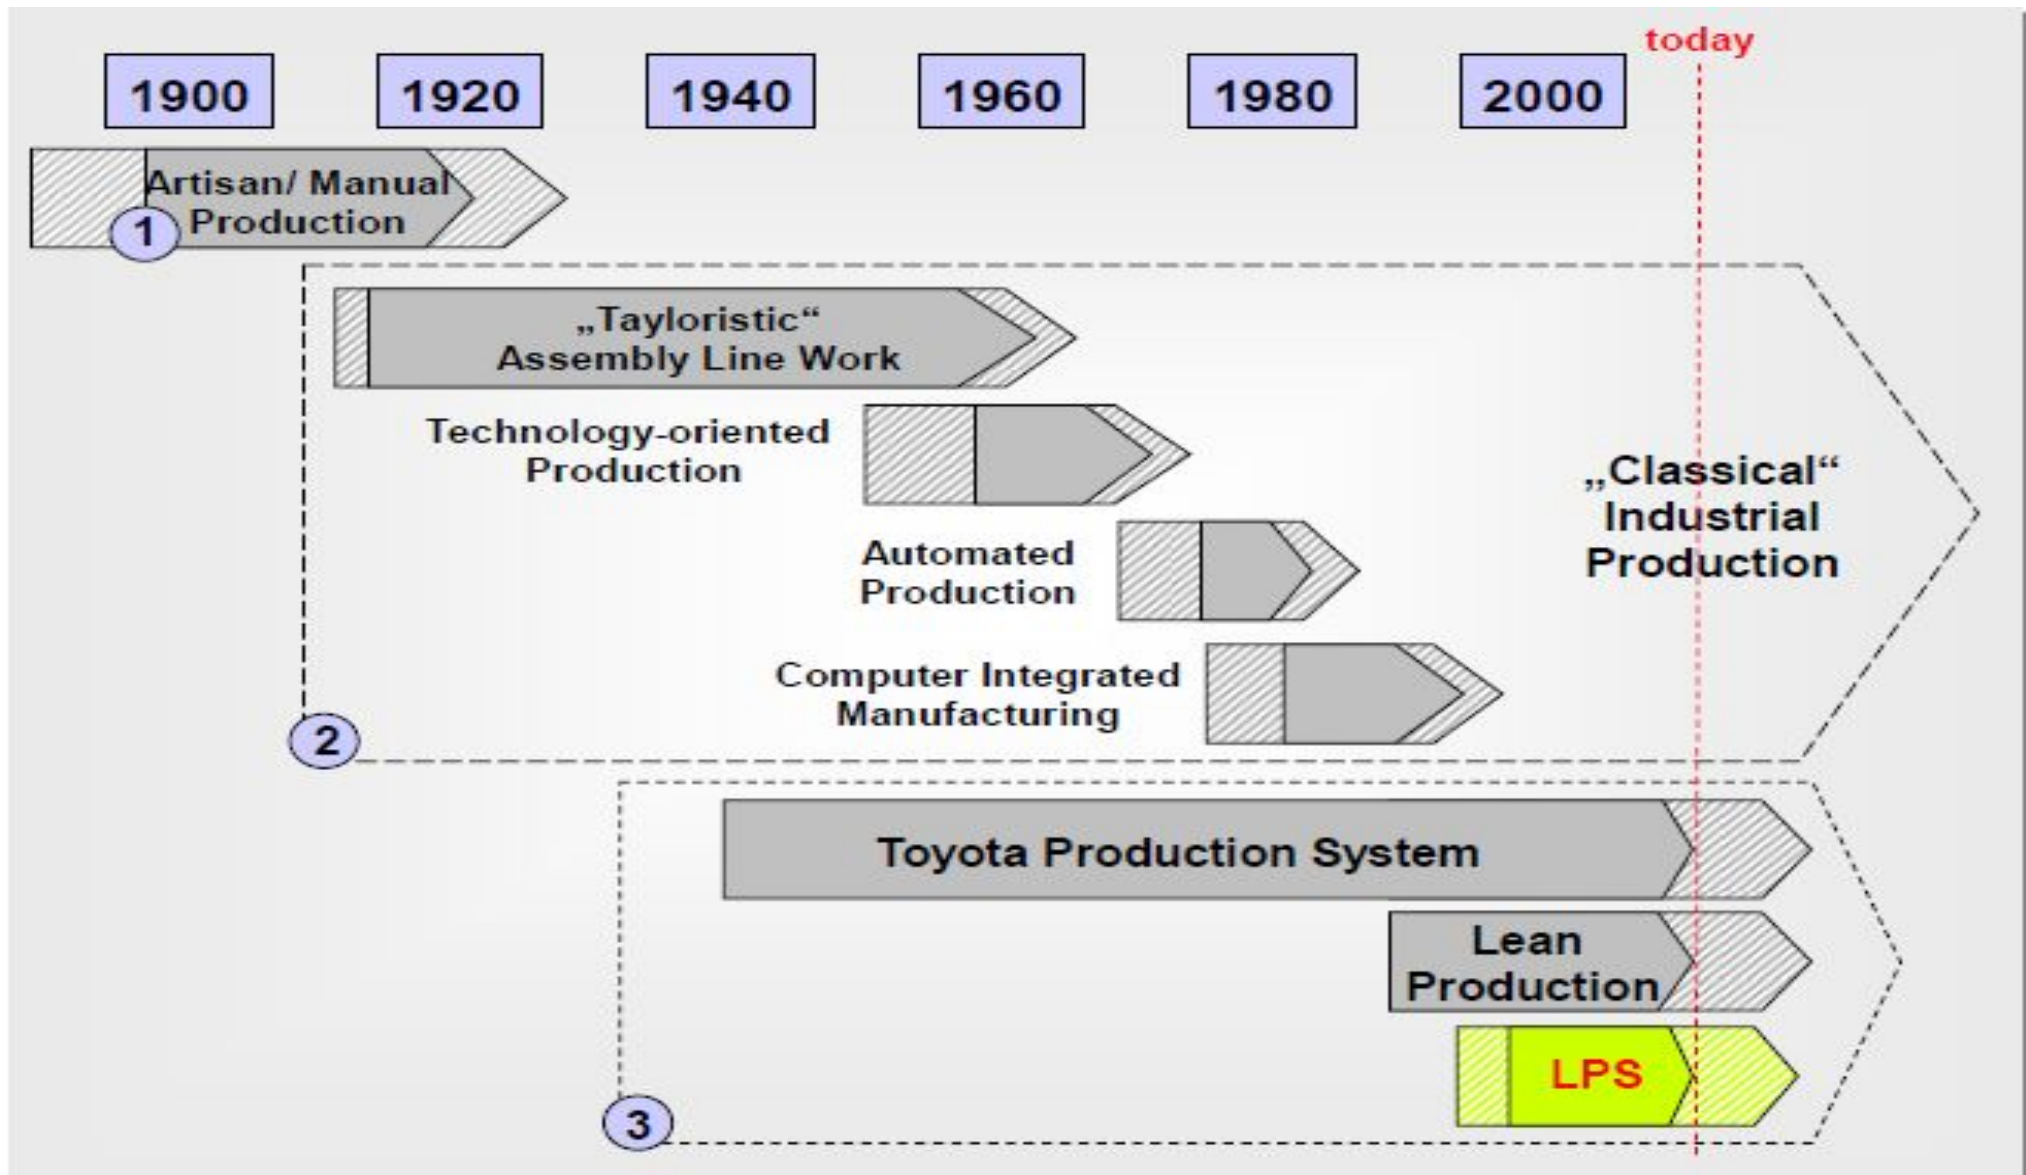 today
1900 1920 1940 1960 1980 2000
Artisan/ Manual
Production
1
„Tayloristic“
Assembly Line Work
Technology-oriented
Production
Automated
Production
Computer Integrated
Manufacturing
„Classical“
Industrial
Production
2
Toyota Production System
Lean
Production
LPS
3